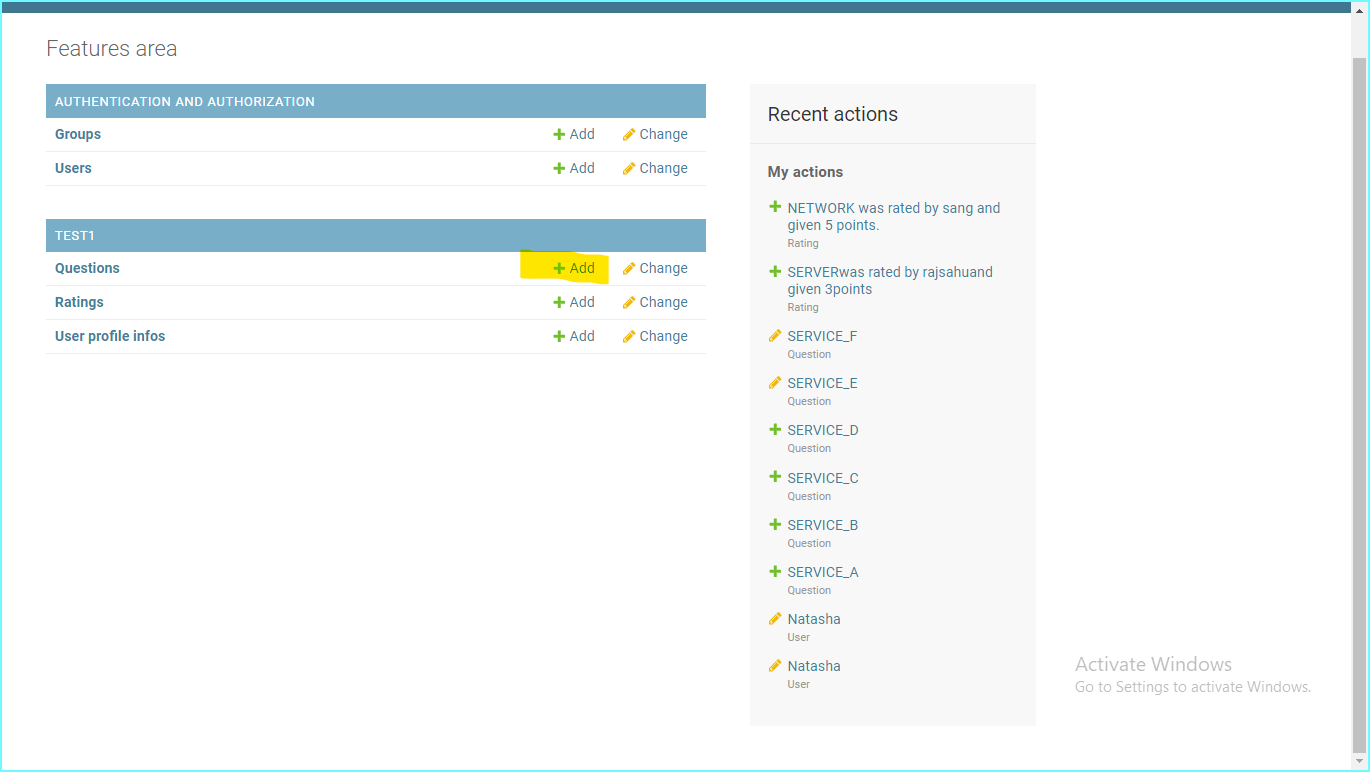 Features area
AUTHENTICATION AND AUTHORIZATION
Groups Add Change
Users Add Change
TEST1
Questions Add Change
Ratings Add Change
User profile infos Add Change
Recent actions
My actions
NETWORK was rated by sang and
given 5 points.
Rating
SERVERwas rated by rajsahuand
given 3points
Rating
SERVICE_F
Question
SERVICE_E
Question
SERVICE_D
Question
SERVICE_C
Question
SERVICE_B
Question
SERVICE_A
Question
Natasha
User
Natasha
User
Activate Windows
Go to Settings to activate Windows.